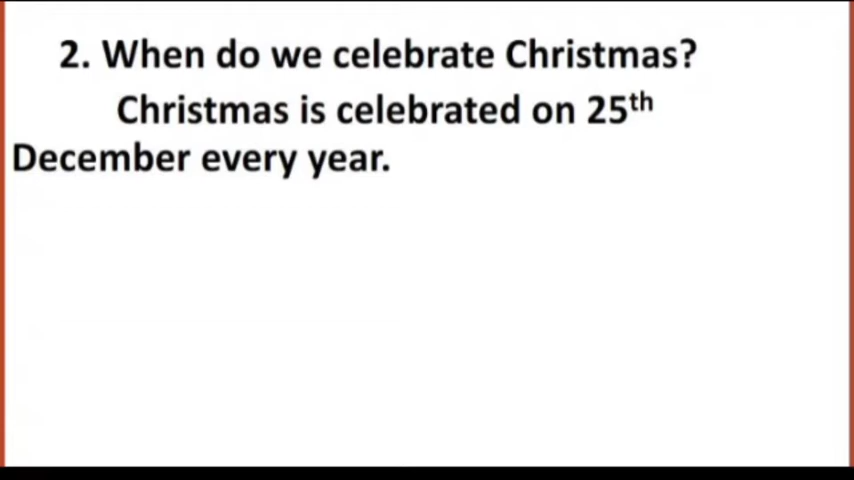 2. When do we celebrate Christmas?
Christmas is celebrated on 25th
December every year.